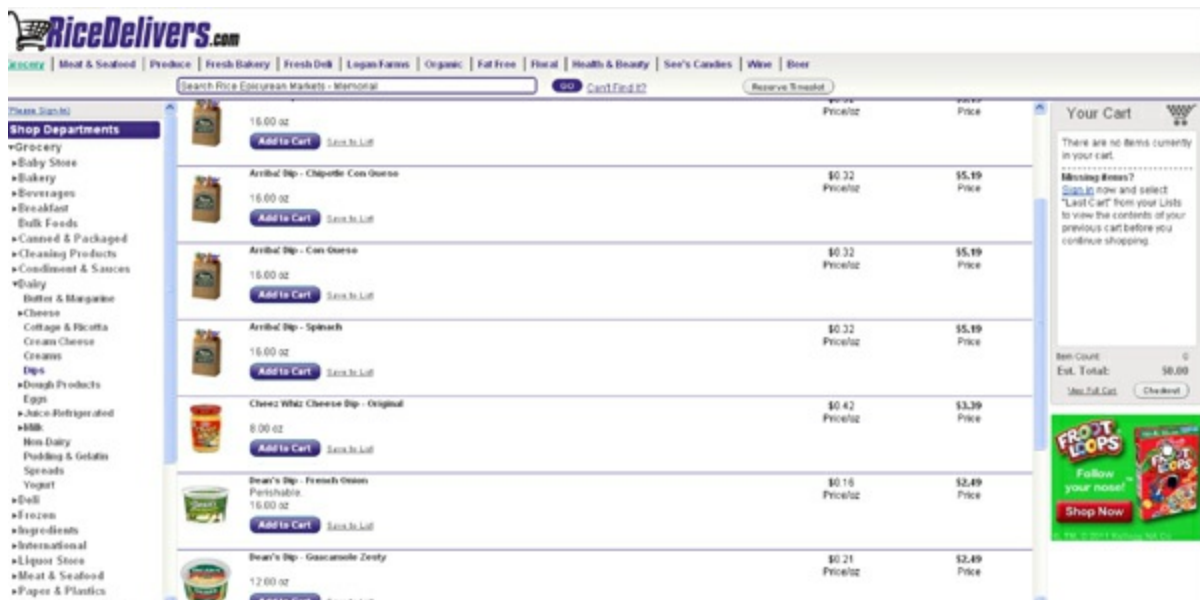 RiceDelivers.com
Grocery | Meat & Seafood | Produce | Fresh Bakery | Fresh Deli | Logan Farms | Organic | Fat Free | Floral | Health & Beauty | See's Candies | Wine | Beer
Search Rice Epicurean Markets - Memorial GO Can't Find It? Reserve Timeslot
Please Sign In!
Shop Departments
Grocery
Baby Store
Bakery
Beverages
Breakfast
Bulk Foods
Canned & Packaged
Cleaning Products
Condiment & Sauces
Dairy
Butter & Margarine
Cheese
Cottage & Ricotta
Cream Cheese
Creams
Dips
Dough Products
Eggs
Juice-Refrigerated
Milk
Non-Dairy
Pudding & Gelatin
Spreads
Yogurt
Deli
Frozen
Ingredients
International
Liquor Store
Meat & Seafood
Paper & Plastics
Price/oz Price
16.00 oz
Add to Cart Save to List
Arriba! Dip - Chipotle Con Queso $0.32 $5.19
Price/oz Price
16.00 oz
Add to Cart Save to List
Arriba! Dip - Con Queso $0.32 $5.19
Price/oz Price
16.00 oz
Add to Cart Save to List
Arriba! Dip - Spinach $0.32 $5.19
Price/oz Price
16.00 oz
Add to Cart Save to List
Cheez Whiz Cheese Dip - Original $0.42 $3.39
Price/oz Price
8.00 oz
Add to Cart Save to List
Dean's Dip - French Onion $0.16 $2.49
Perishable. Price/oz Price
16.00 oz
Add to Cart Save to List
Dean's Dip - Guacamole Zesty $0.21 $2.49
Price/oz Price
12.00 oz
Add to Cart
Your Cart
There are no items currently
in your cart.
Missing items?
Sign in now and select
"Last Cart" from your Lists
to view the contents of your
previous cart before you
continue shopping.
Item Count: 0
Est. Total: $0.00
View Full Cart Checkout
FROOT
LOOPS
Follow
your nose!
Shop Now
FROOT
LOOPS